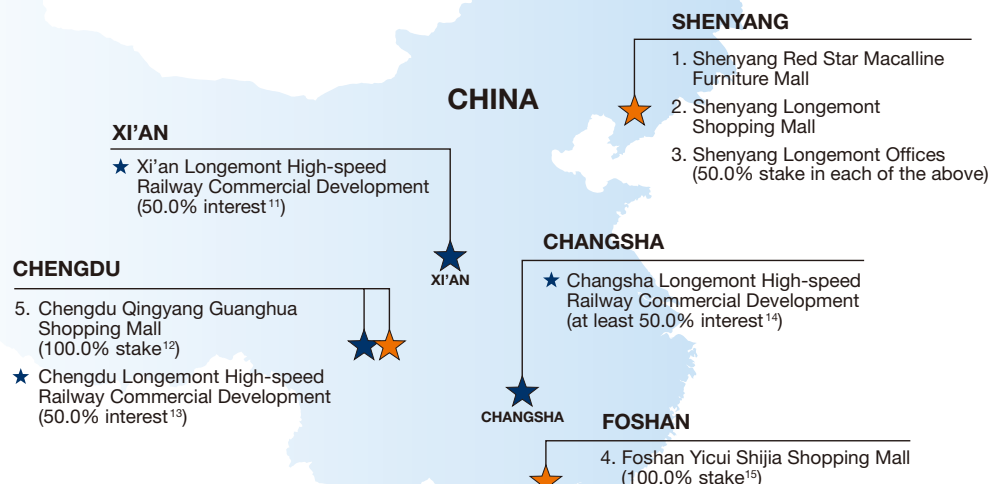 SHENYANG
1. Shenyang Red Star Macalline
Furniture Mall
2. Shenyang Longemont
Shopping Mall
3. Shenyang Longemont Offices
(50.0% stake in each of the above)
CHINA
XI’AN
Xi’an Longemont High-speed
Railway Commercial Development
(50.0% interest¹¹)
XI’AN
CHENGDU
5. Chengdu Qingyang Guanghua
Shopping Mall
(100.0% stake¹²)
Chengdu Longemont High-speed
Railway Commercial Development
(50.0% interest¹³)
CHANGSHA
Changsha Longemont High-speed
Railway Commercial Development
(at least 50.0% interest¹⁴)
CHANGSHA
FOSHAN
4. Foshan Yicui Shijia Shopping Mall
(100.0% stake¹⁵)